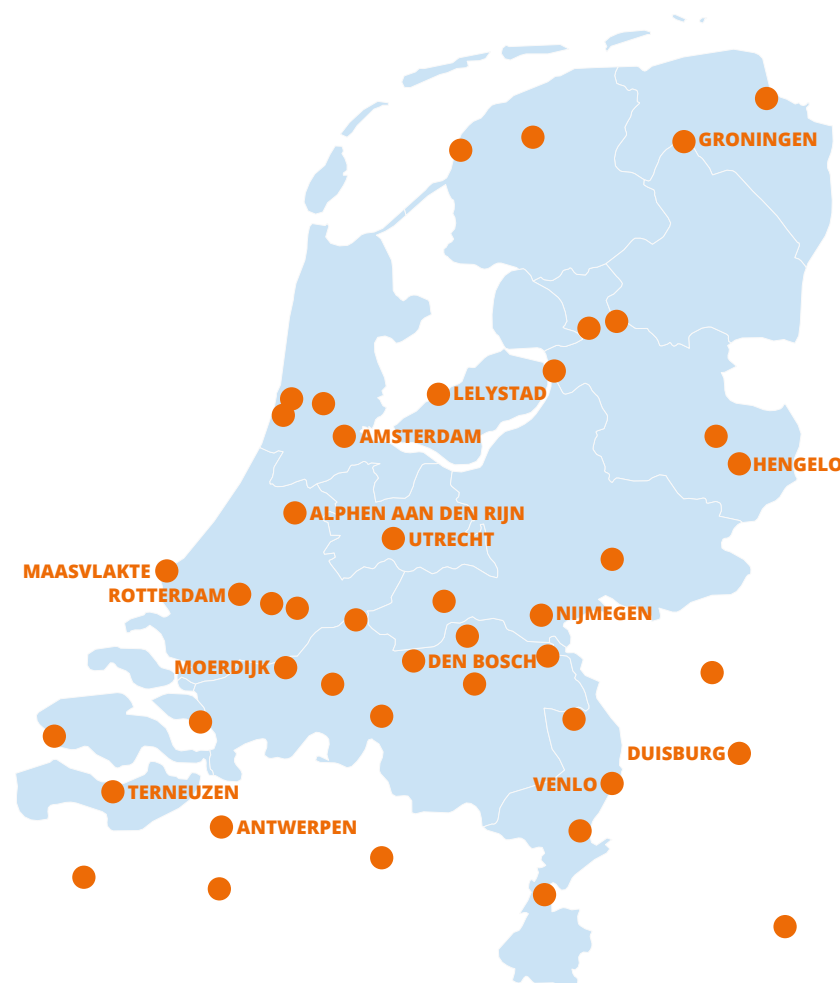 GRONINGEN
LELYSTAD
AMSTERDAM
HENGELO
ALPHEN AAN DEN RIJN
UTRECHT
MAASVLAKTE
ROTTERDAM
NIJMEGEN
DEN BOSCH
MOERDIJK
DUISBURG
VENLO
TERNEUZEN
ANTWERPEN